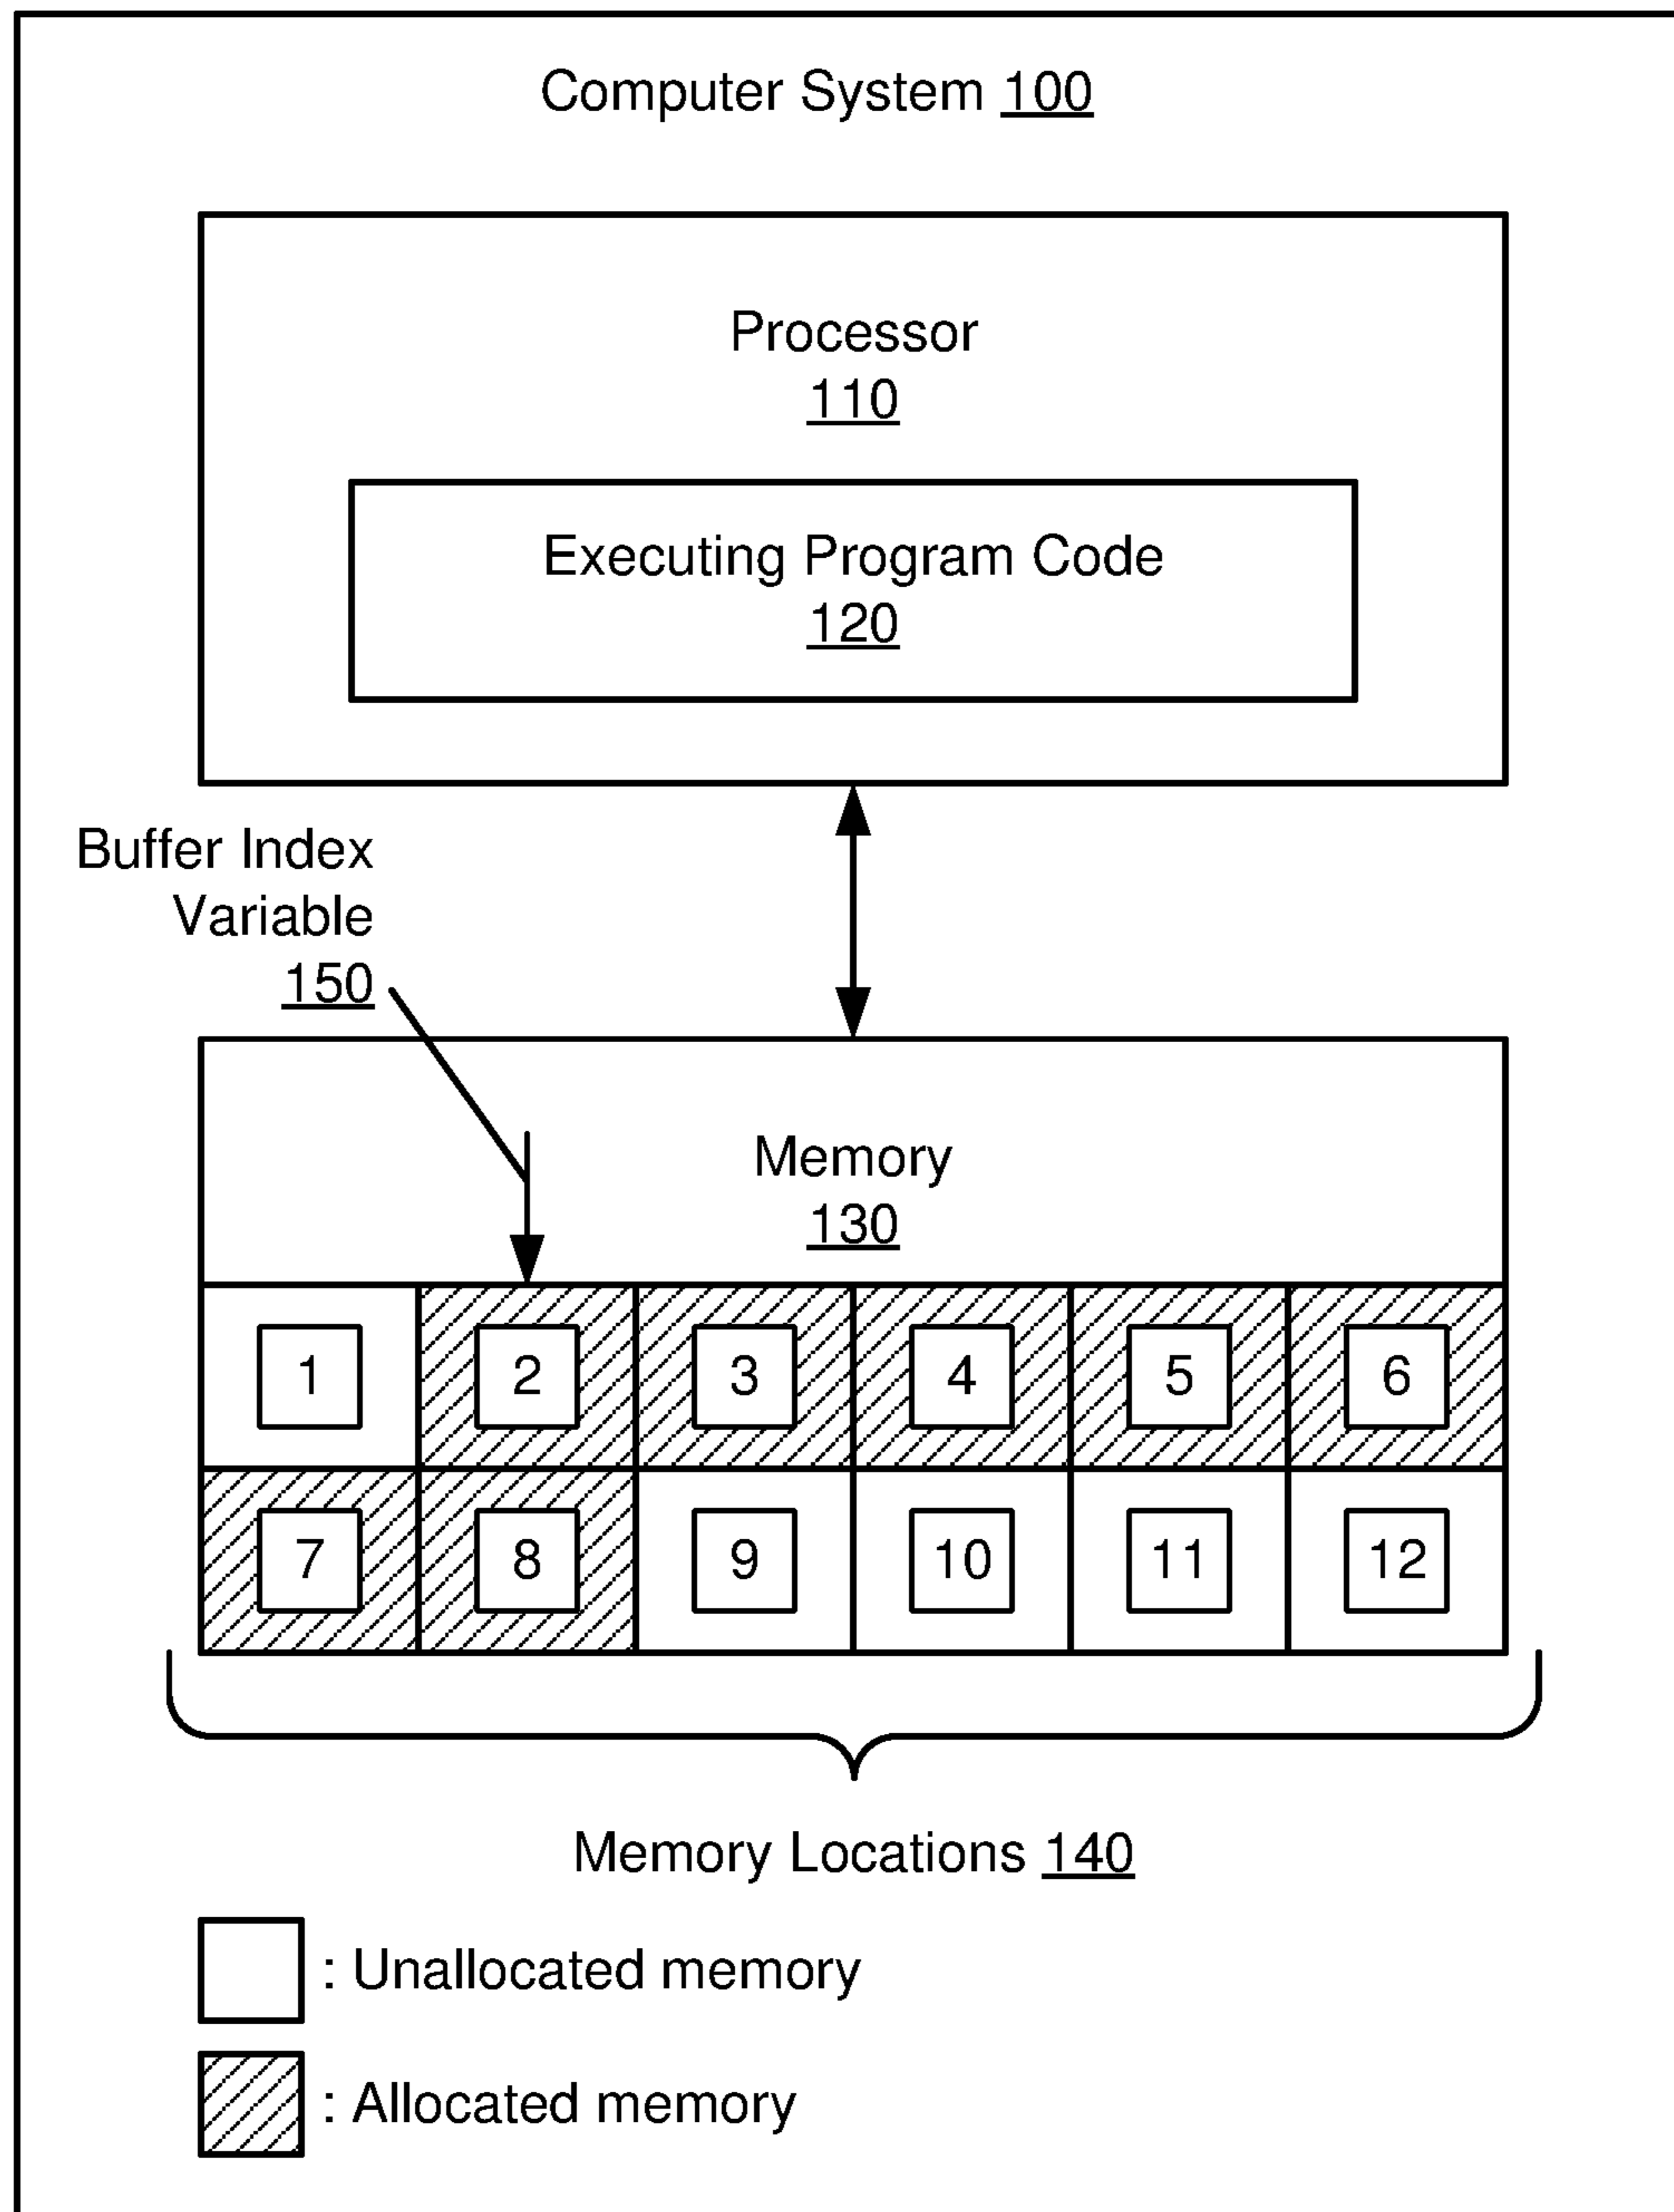 Computer System 100
Processor
110
Executing Program Code
120
Buffer Index
Variable
150
Memory
130
1 2 3 4 5 6
7 8 9 10 11 12
Memory Locations 140
: Unallocated memory
: Allocated memory